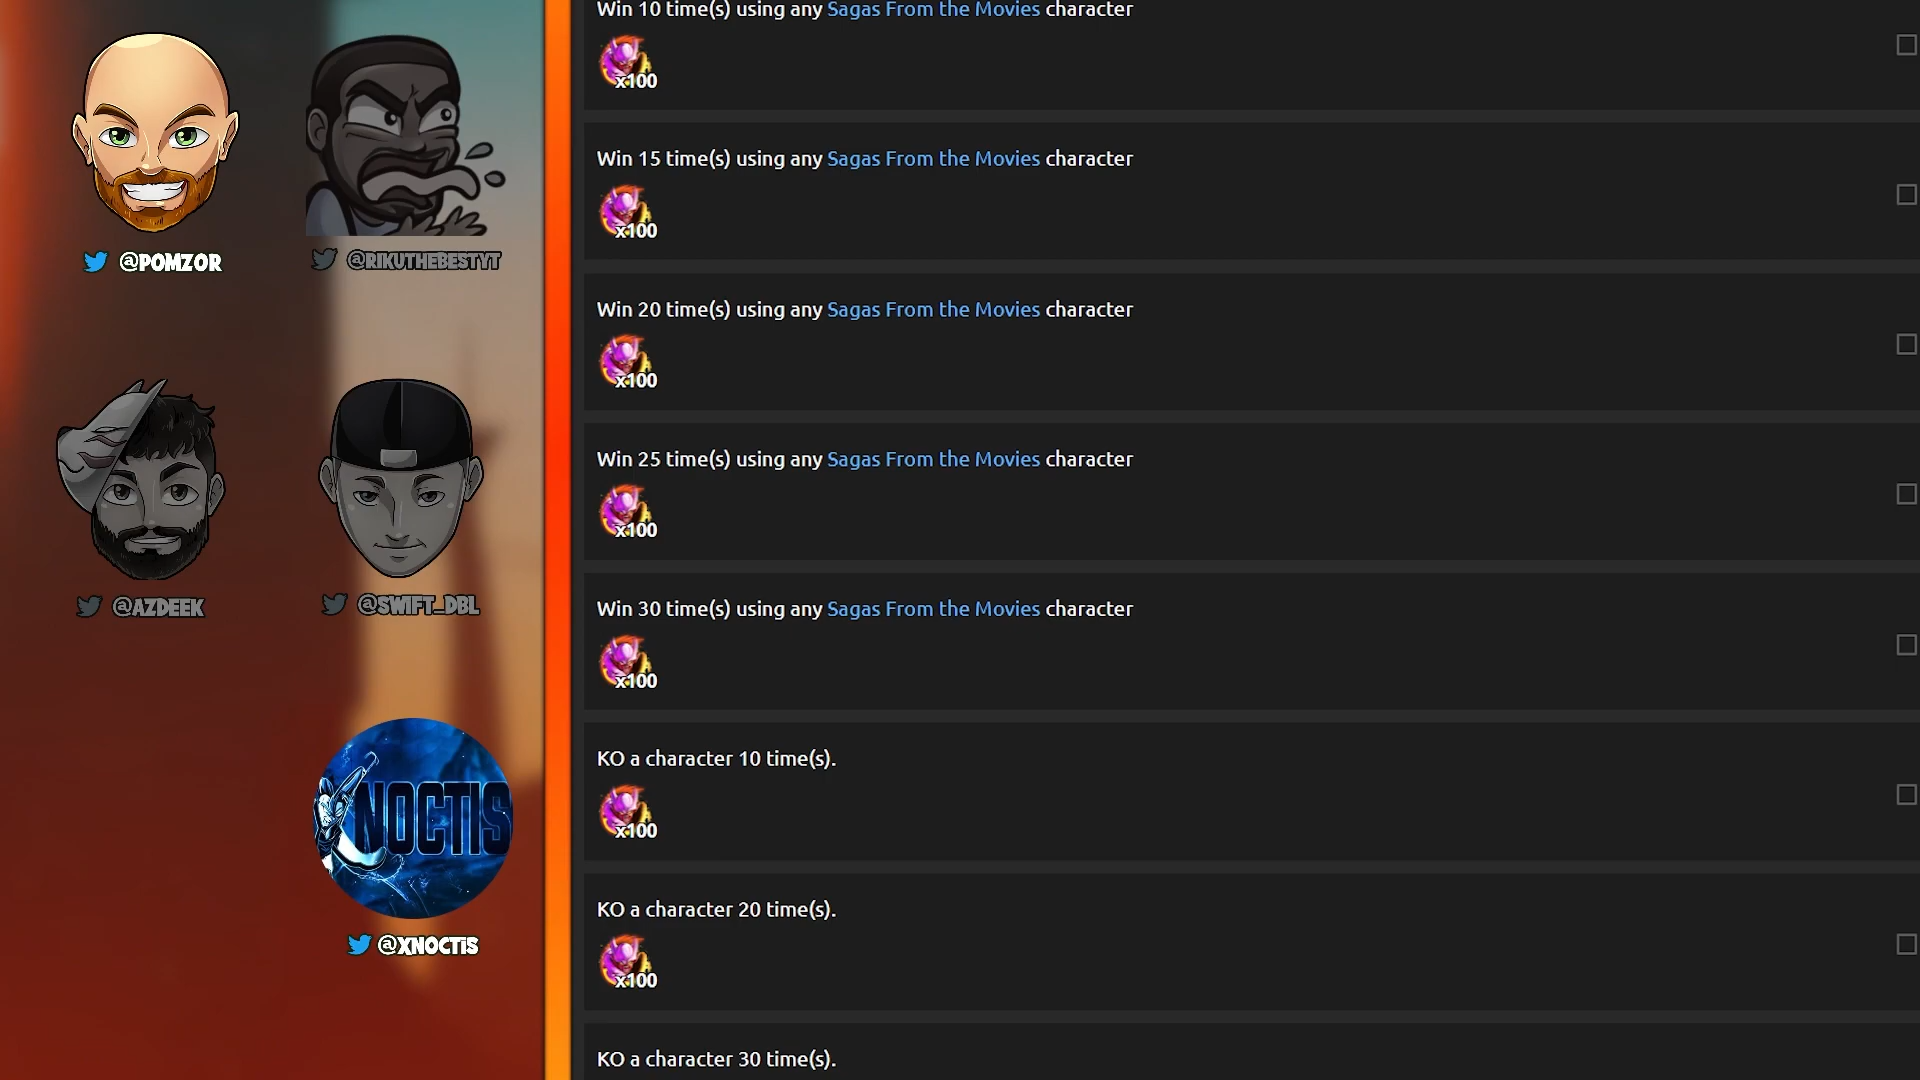 @POMZOR
@RIKUTHEBESTYT
@AZDEEK
@SWIFT_DBL
NOCTIS
@XNOCTIS
Win 10 time(s) using any Sagas From the Movies character
x100
Win 15 time(s) using any Sagas From the Movies character
x100
Win 20 time(s) using any Sagas From the Movies character
x100
Win 25 time(s) using any Sagas From the Movies character
x100
Win 30 time(s) using any Sagas From the Movies character
x100
KO a character 10 time(s).
x100
KO a character 20 time(s).
x100
KO a character 30 time(s).